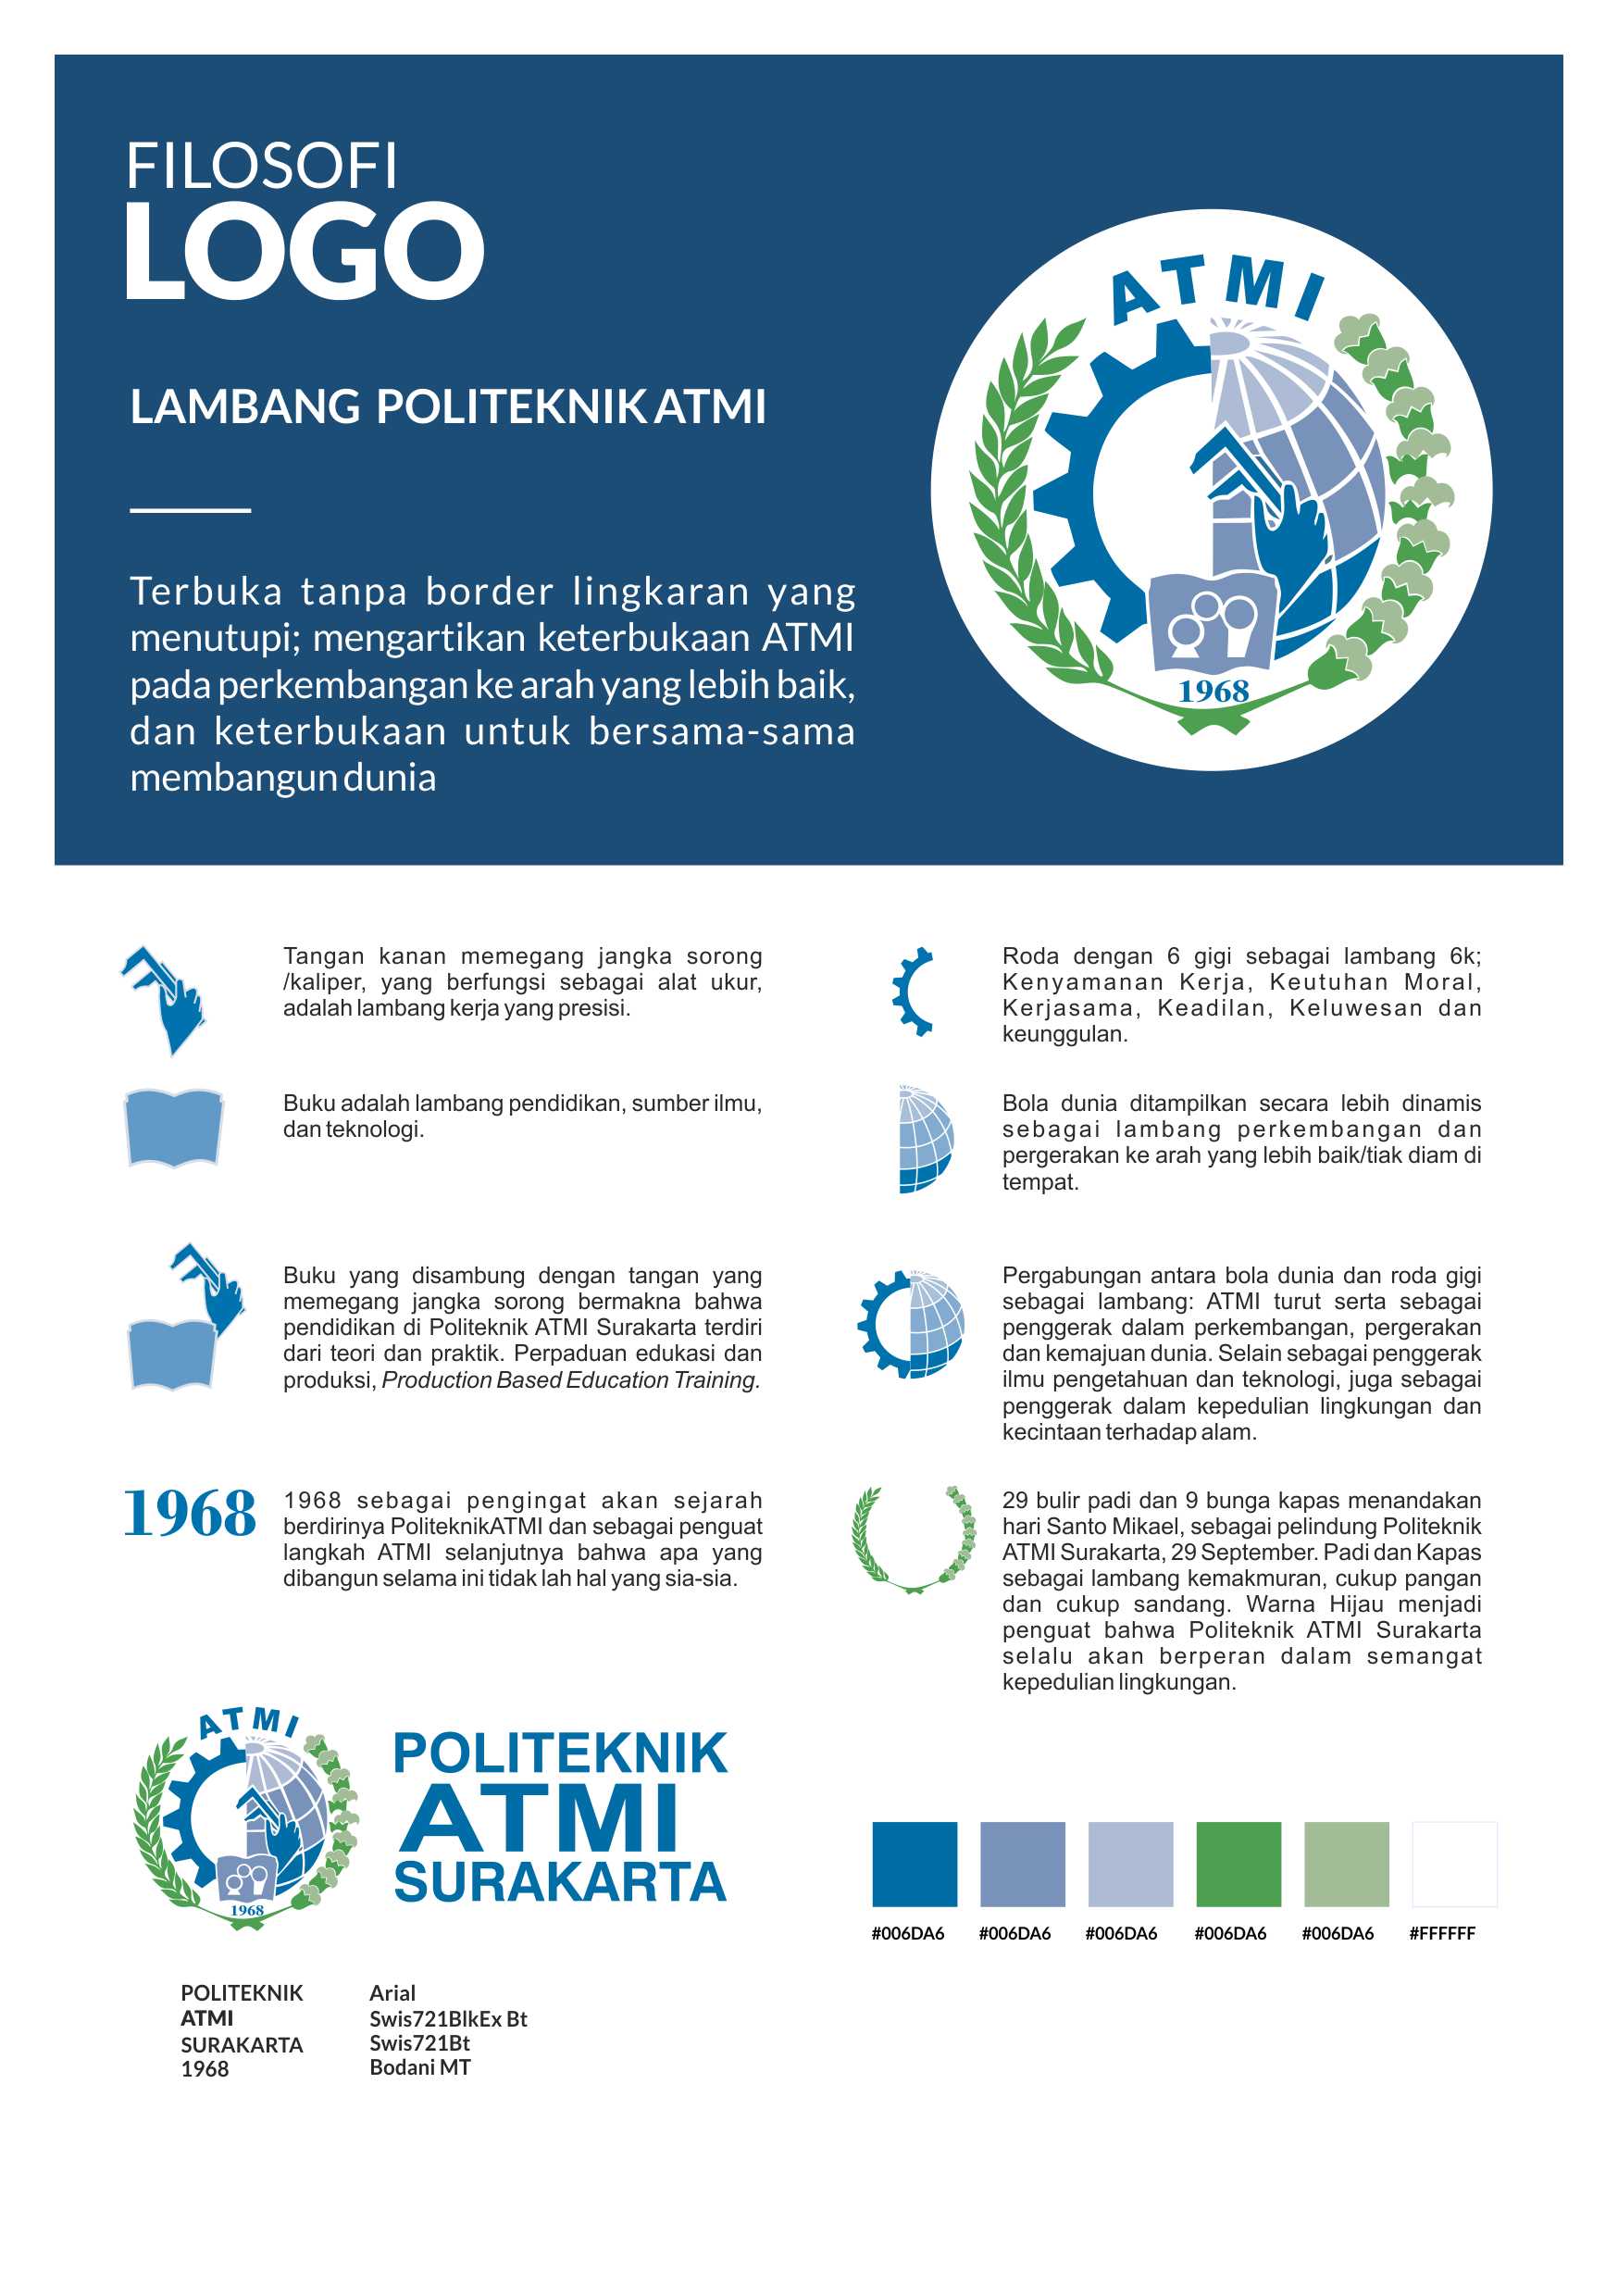 FILOSOFI
LOGO
LAMBANG POLITEKNIK ATMI
Terbuka tanpa border lingkaran yang
menutupi; mengartikan keterbukaan ATMI
pada perkembangan ke arah yang lebih baik,
dan keterbukaan untuk bersama-sama
membangun dunia
ATMI
1968
Tangan kanan memegang jangka sorong
/kaliper, yang berfungsi sebagai alat ukur,
adalah lambang kerja yang presisi.
Buku adalah lambang pendidikan, sumber ilmu,
dan teknologi.
Buku yang disambung dengan tangan yang
memegang jangka sorong bermakna bahwa
pendidikan di Politeknik ATMI Surakarta terdiri
dari teori dan praktik. Perpaduan edukasi dan
produksi, Production Based Education Training.
1968
1968 sebagai pengingat akan sejarah
berdirinya PoliteknikATMI dan sebagai penguat
langkah ATMI selanjutnya bahwa apa yang
dibangun selama ini tidak lah hal yang sia-sia.
Roda dengan 6 gigi sebagai lambang 6k;
Kenyamanan Kerja, Keutuhan Moral,
Kerjasama, Keadilan, Keluwesan dan
keunggulan.
Bola dunia ditampilkan secara lebih dinamis
sebagai lambang perkembangan dan
pergerakan ke arah yang lebih baik/tiak diam di
tempat.
Pergabungan antara bola dunia dan roda gigi
sebagai lambang: ATMI turut serta sebagai
penggerak dalam perkembangan, pergerakan
dan kemajuan dunia. Selain sebagai penggerak
ilmu pengetahuan dan teknologi, juga sebagai
penggerak dalam kepedulian lingkungan dan
kecintaan terhadap alam.
29 bulir padi dan 9 bunga kapas menandakan
hari Santo Mikael, sebagai pelindung Politeknik
ATMI Surakarta, 29 September. Padi dan Kapas
sebagai lambang kemakmuran, cukup pangan
dan cukup sandang. Warna Hijau menjadi
penguat bahwa Politeknik ATMI Surakarta
selalu akan berperan dalam semangat
kepedulian lingkungan.
ATMI
1968
POLITEKNIK
ATMI
SURAKARTA
#006DA6 #006DA6 #006DA6 #006DA6 #006DA6 #FFFFFF
POLITEKNIK Arial
ATMI Swis721BlkEx Bt
SURAKARTA Swis721Bt
1968 Bodani MT